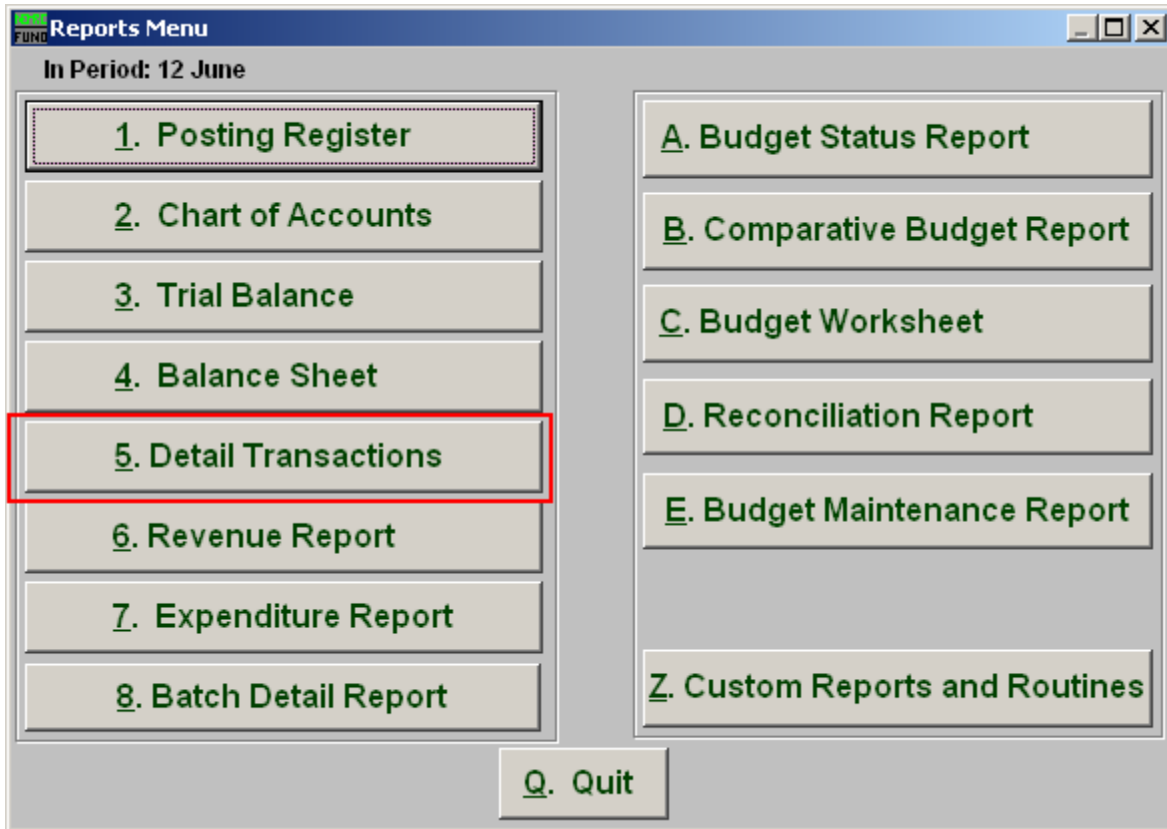 FUND Reports Menu
In Period: 12 June
1. Posting Register
2. Chart of Accounts
3. Trial Balance
4. Balance Sheet
5. Detail Transactions
6. Revenue Report
7. Expenditure Report
8. Batch Detail Report
A. Budget Status Report
B. Comparative Budget Report
C. Budget Worksheet
D. Reconciliation Report
E. Budget Maintenance Report
Z. Custom Reports and Routines
Q. Quit